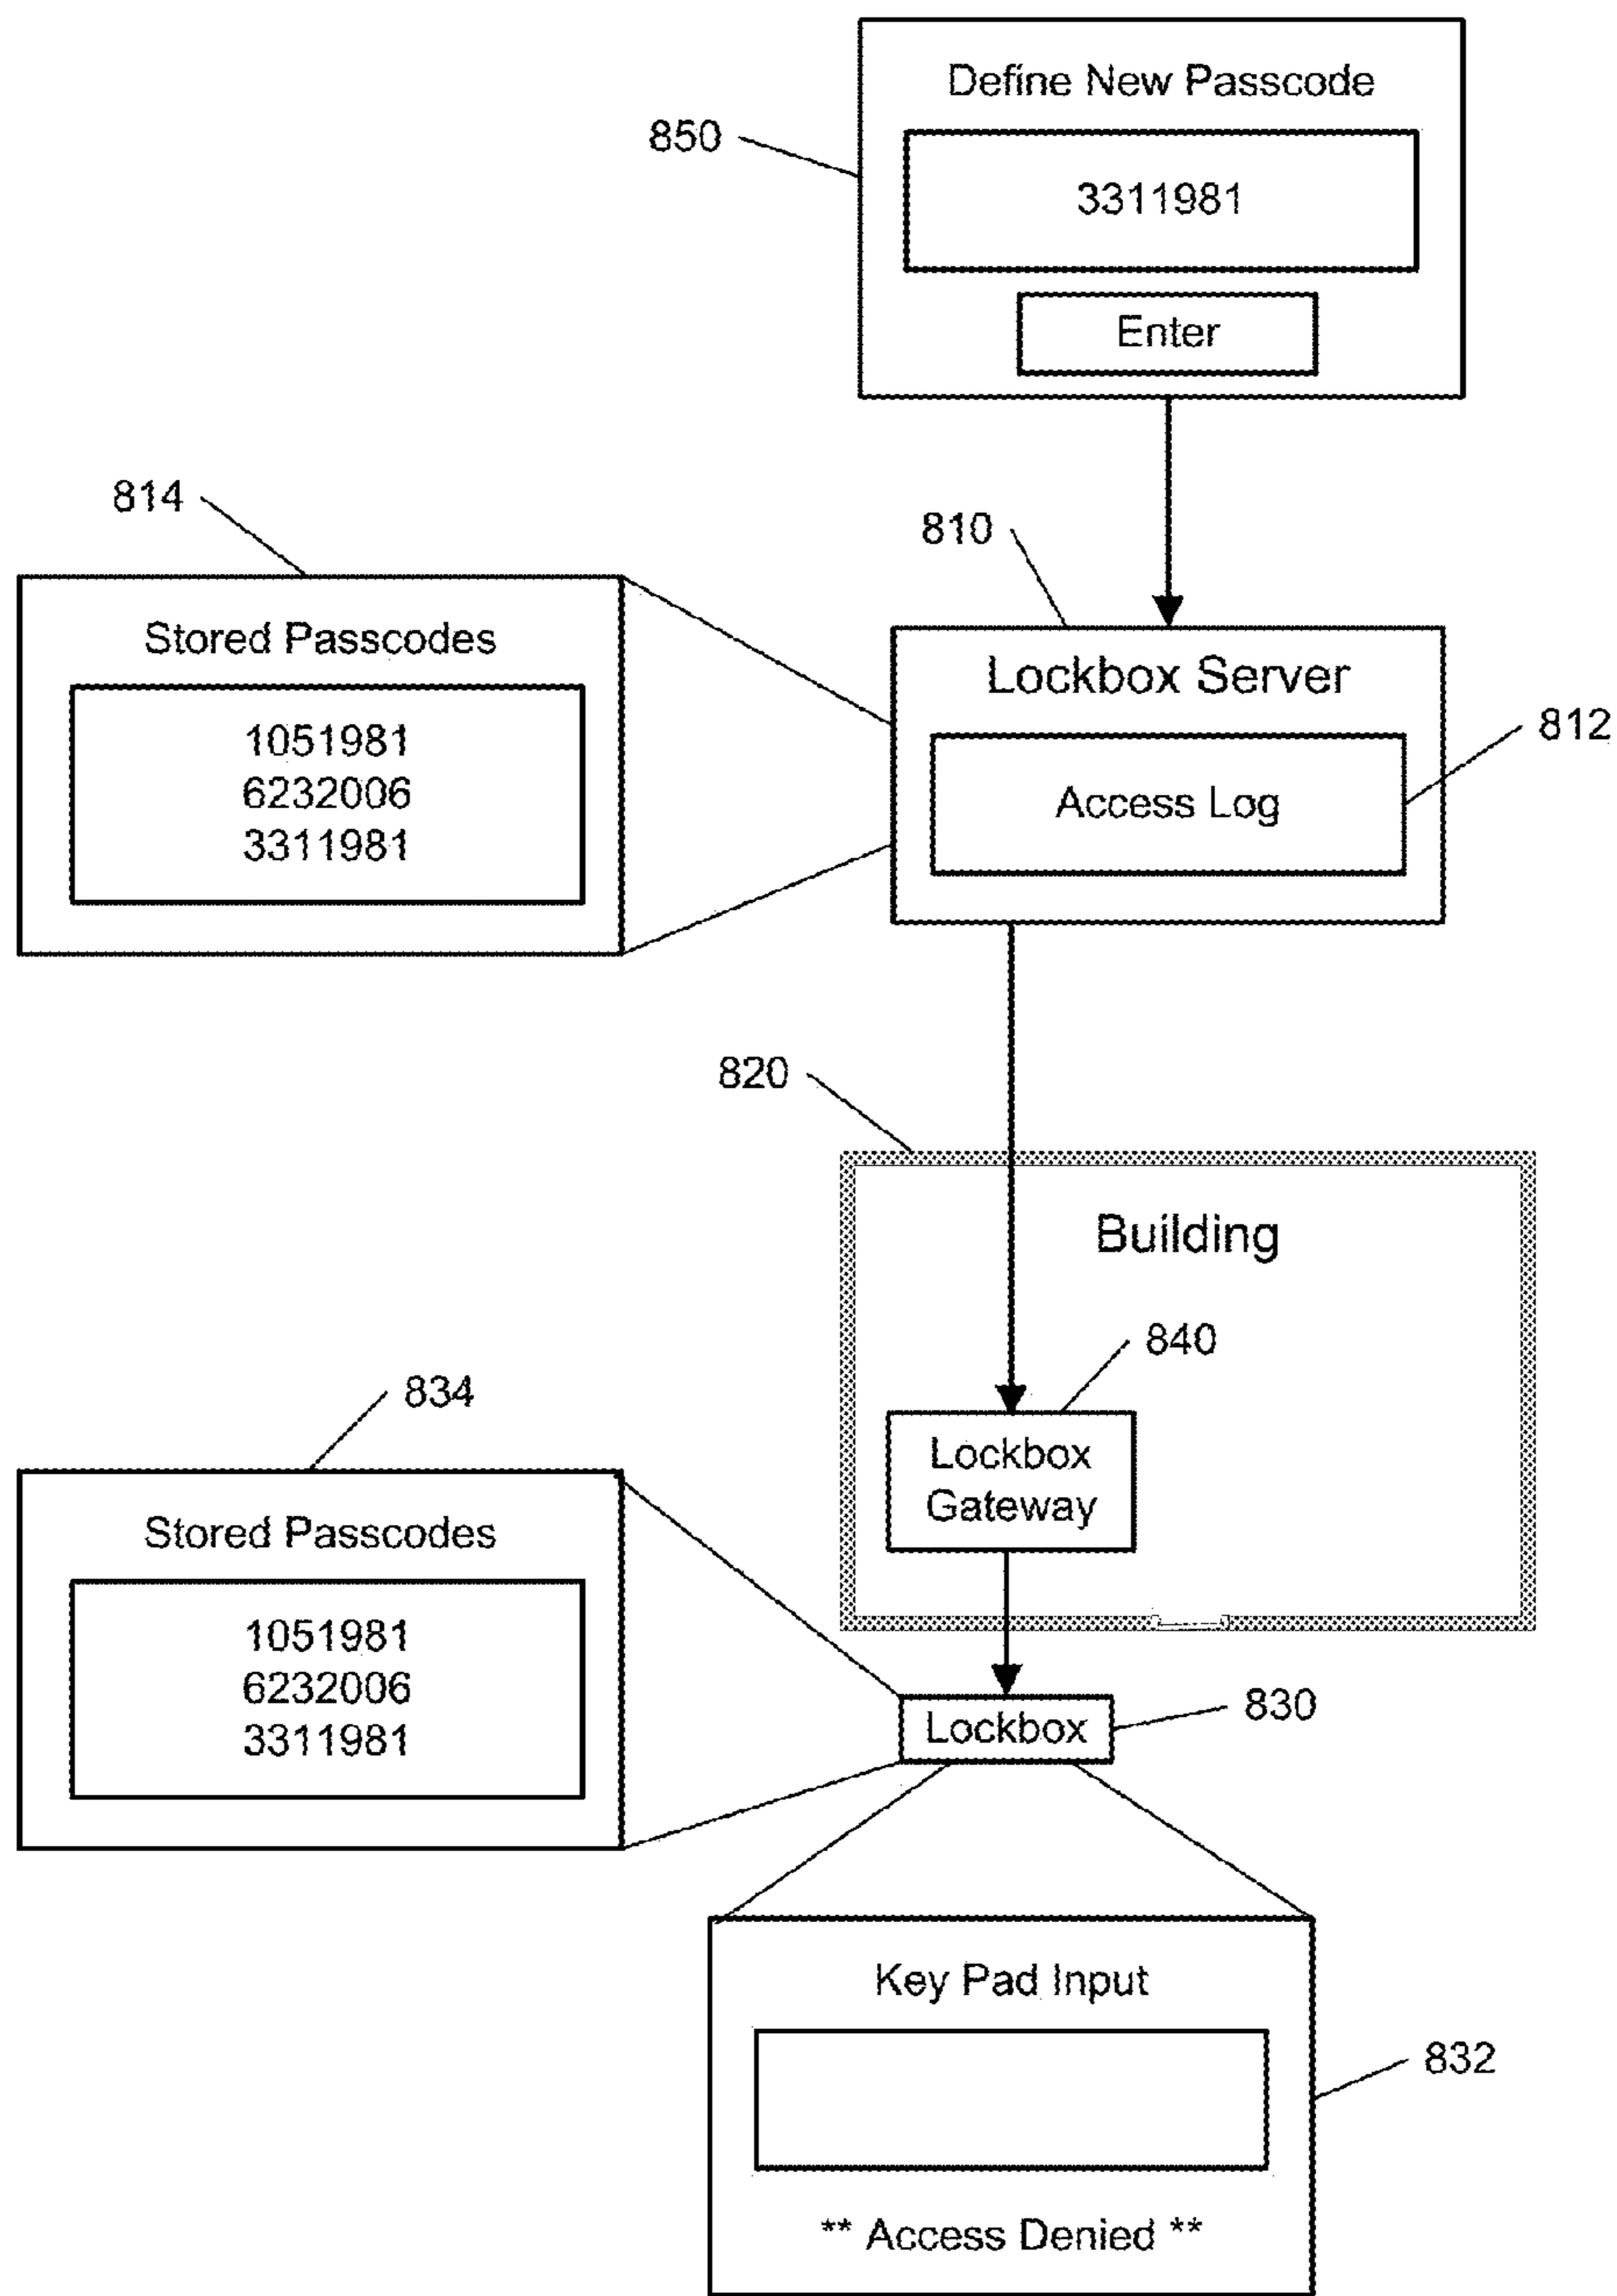 Define New Passcode
850
3311981
Enter
814
810
Stored Passcodes
Lockbox Server
812
1051981
6232006
3311981
Access Log
820
Building
840
834
Lockbox
Gateway
Stored Passcodes
1051981
6232006
3311981
830
Lockbox
Key Pad Input
832
** Access Denied **